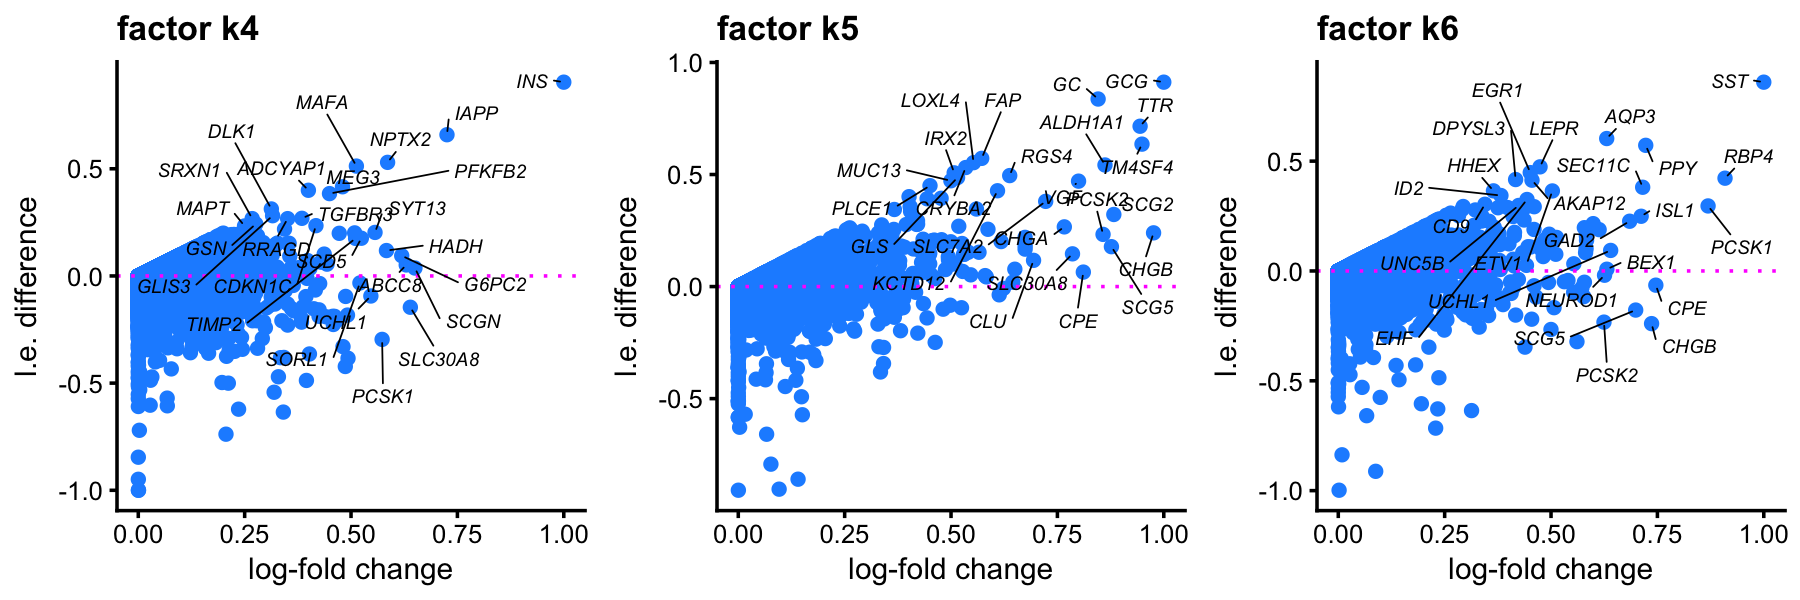 factor k4
l.e. difference
0.5
0.0
-0.5
-1.0
INS
IAPP
MAFA
NPTX2
DLK1
SRXN1
ADCYAP1
MEG3
PFKFB2
MAPT
TGFBR3
SYT13
GSN
RRAGD
SCD5
HADH
GLIS3
CDKN1C
ABCC8
G6PC2
TIMP2
UCHL1
SCGN
SORL1
SLC30A8
PCSK1
0.00
0.25
0.50
0.75
1.00
log-fold change
factor k5
l.e. difference
1.0
0.5
0.0
-0.5
GC
GCG
LOXL4
FAP
TTR
ALDH1A1
IRX2
RGS4
TM4SF4
MUC13
VGF
PCSK2
SCG2
PLCE1
CRYBA2
GLS
SLC7A2
CHGA
CHGB
KCTD12
SLC30A8
SCG5
CLU
CPE
0.00
0.25
0.50
0.75
1.00
log-fold change
factor k6
l.e. difference
0.5
0.0
-0.5
-1.0
SST
EGR1
AQP3
DPYSL3
LEPR
HHEX
SEC11C
PPY
RBP4
ID2
AKAP12
ISL1
CD9
GAD2
PCSK1
UNC5B
ETV1
BEX1
UCHL1
NEUROD1
CPE
EHF
SCG5
CHGB
PCSK2
0.00
0.25
0.50
0.75
1.00
log-fold change